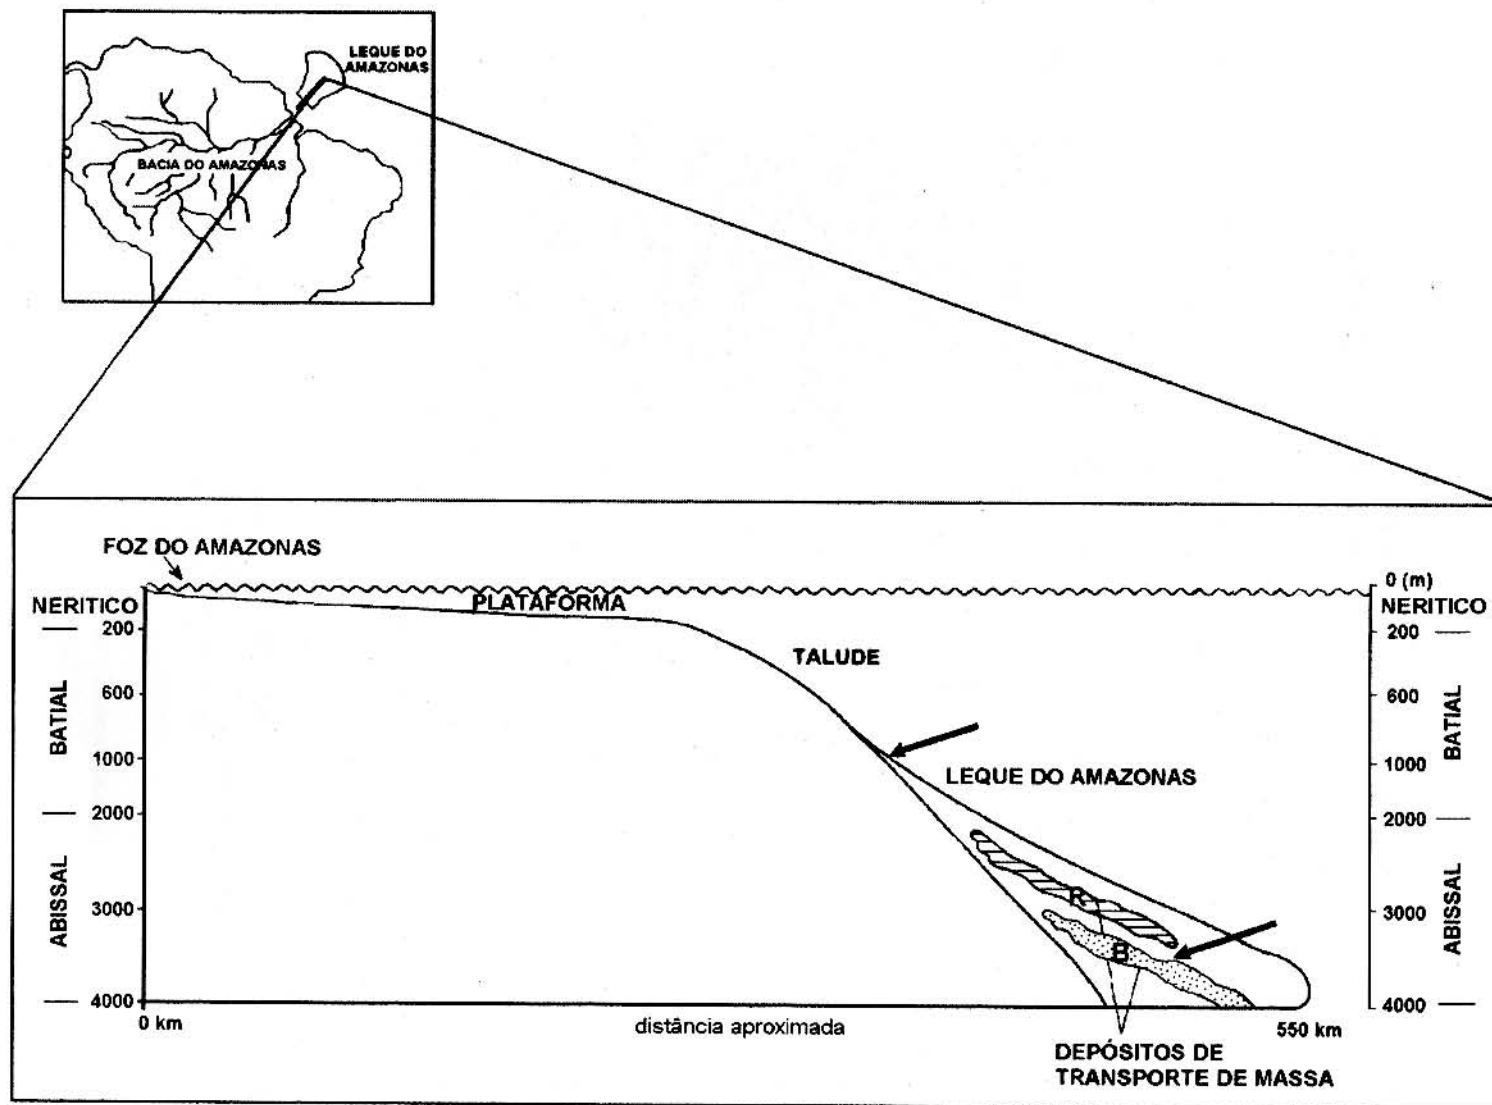 LEQUE DO
AMAZONAS
BACIA DO AMAZONAS
FOZ DO AMAZONAS
0 (m)
NERITICO
PLATAFORMA
NERITICO
200
200
TALUDE
600
600
BATIAL
BATIAL
1000
1000
LEQUE DO AMAZONAS
2000
2000
R
3000
3000
ABISSAL
ABISSAL
B
4000
4000
0 km
distância aproximada
550 km
DEPÓSITOS DE
TRANSPORTE DE MASSA